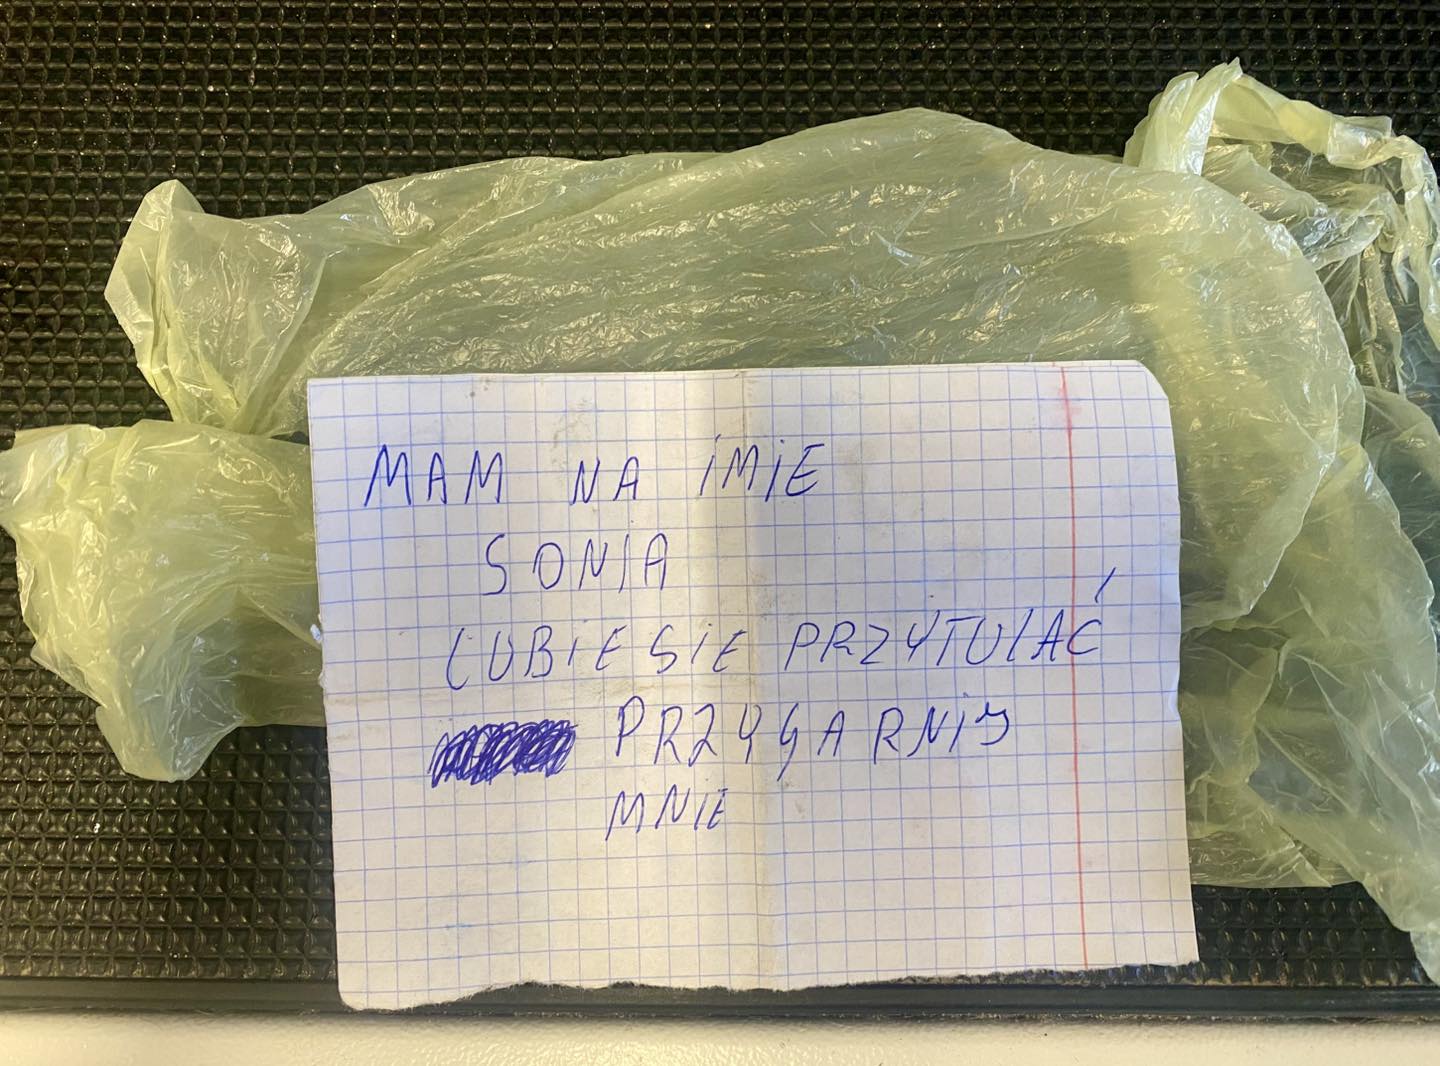 MAM NA IMIE
SONIA
LUBIE SIE PRZYTULAĆ
PRZYGARNIJ
MNIE